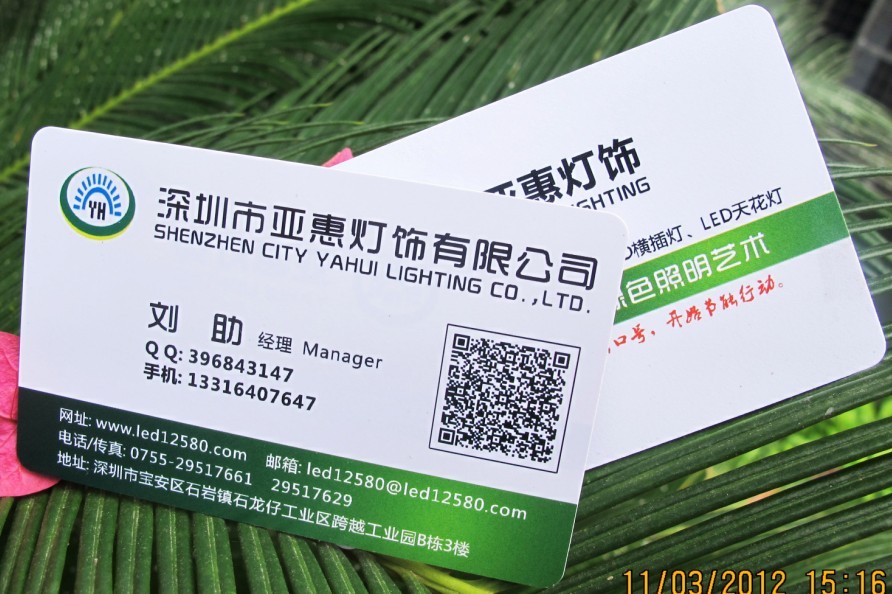 YH
深圳市亚惠灯饰有限公司
SHENZHEN CITY YAHUI LIGHTING CO.,LTD.
刘 助 经理 Manager
Q Q: 396843147
手机: 13316407647
网址: www.led12580.com 邮箱: led12580@led12580.com
电话/传真: 0755-29517661 29517629
地址: 深圳市宝安区石岩镇石龙仔工业区跨越工业园B栋3楼
亚惠灯饰
LIGHTING
横插灯、LED天花灯
绿色照明艺术
口号，开始节能行动。
11/03/2012 15:16